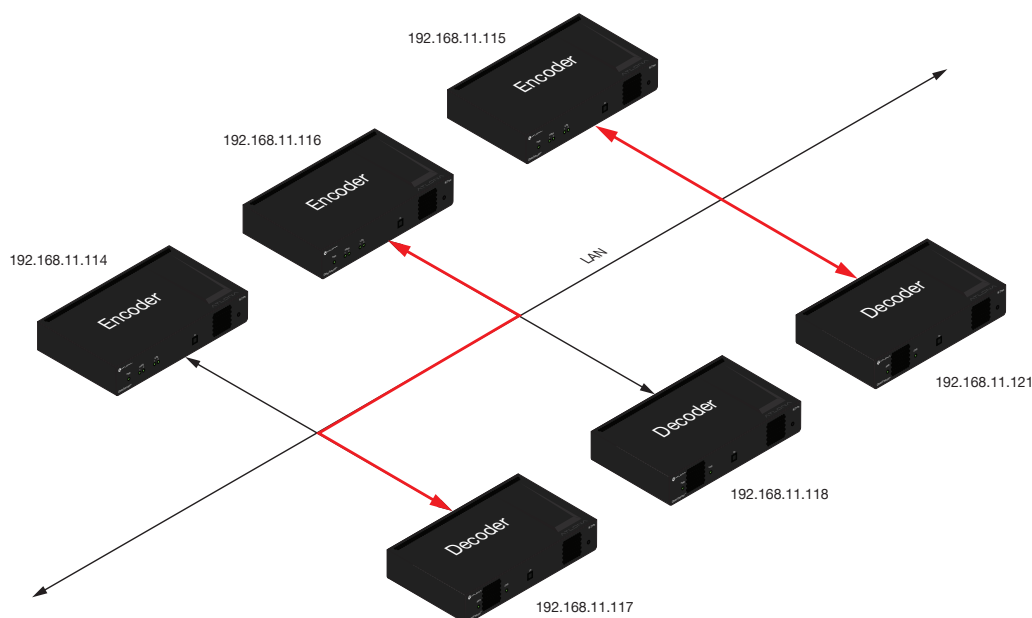 192.168.11.115
Encoder
192.168.11.116
Encoder
LAN
192.168.11.114
Encoder
Decoder
192.168.11.121
Decoder
192.168.11.118
Decoder
192.168.11.117